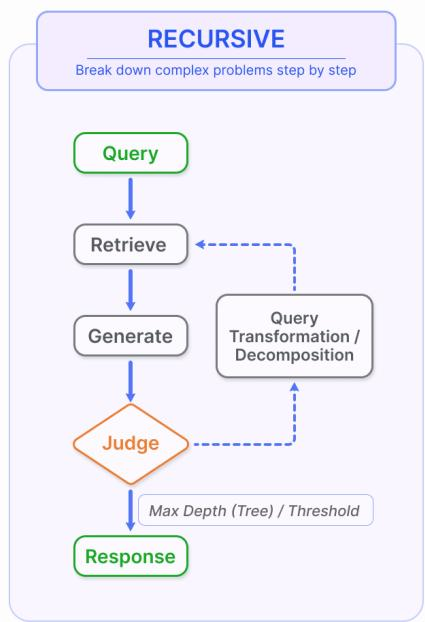 RECURSIVE
Break down complex problems step by step
Query
Retrieve
Generate
Query
Transformation /
Decomposition
Judge
Max Depth (Tree) / Threshold
Response